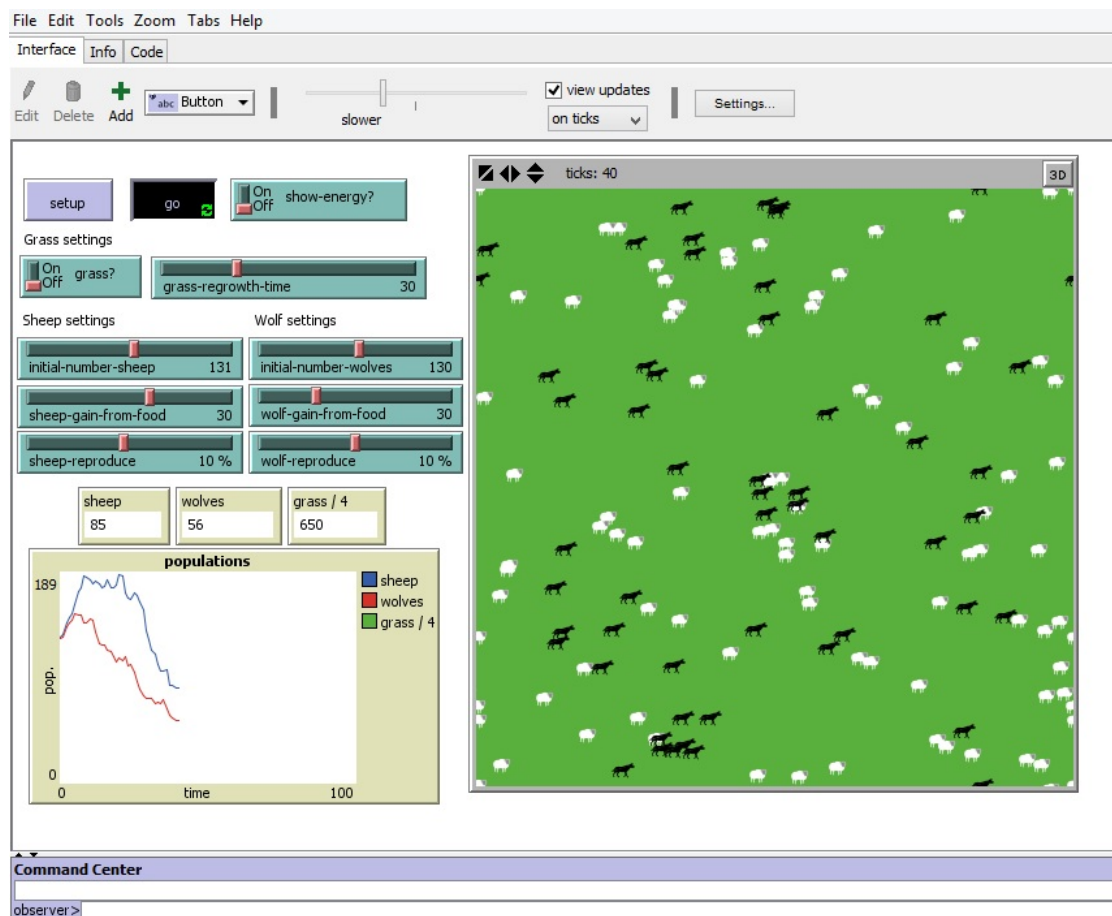 File Edit Tools Zoom Tabs Help
Interface Info Code
Edit Delete Add abc Button slower view updates on ticks Settings...
ticks: 40 3D
setup go On Off show-energy?
Grass settings
On Off grass? grass-regrowth-time 30
Sheep settings Wolf settings
initial-number-sheep 131 initial-number-wolves 130
sheep-gain-from-food 30 wolf-gain-from-food 30
sheep-reproduce 10 % wolf-reproduce 10 %
sheep wolves grass / 4
85 56 650
populations
189 sheep
wolves
grass / 4
pop.
0
0 time 100
Command Center
observer>